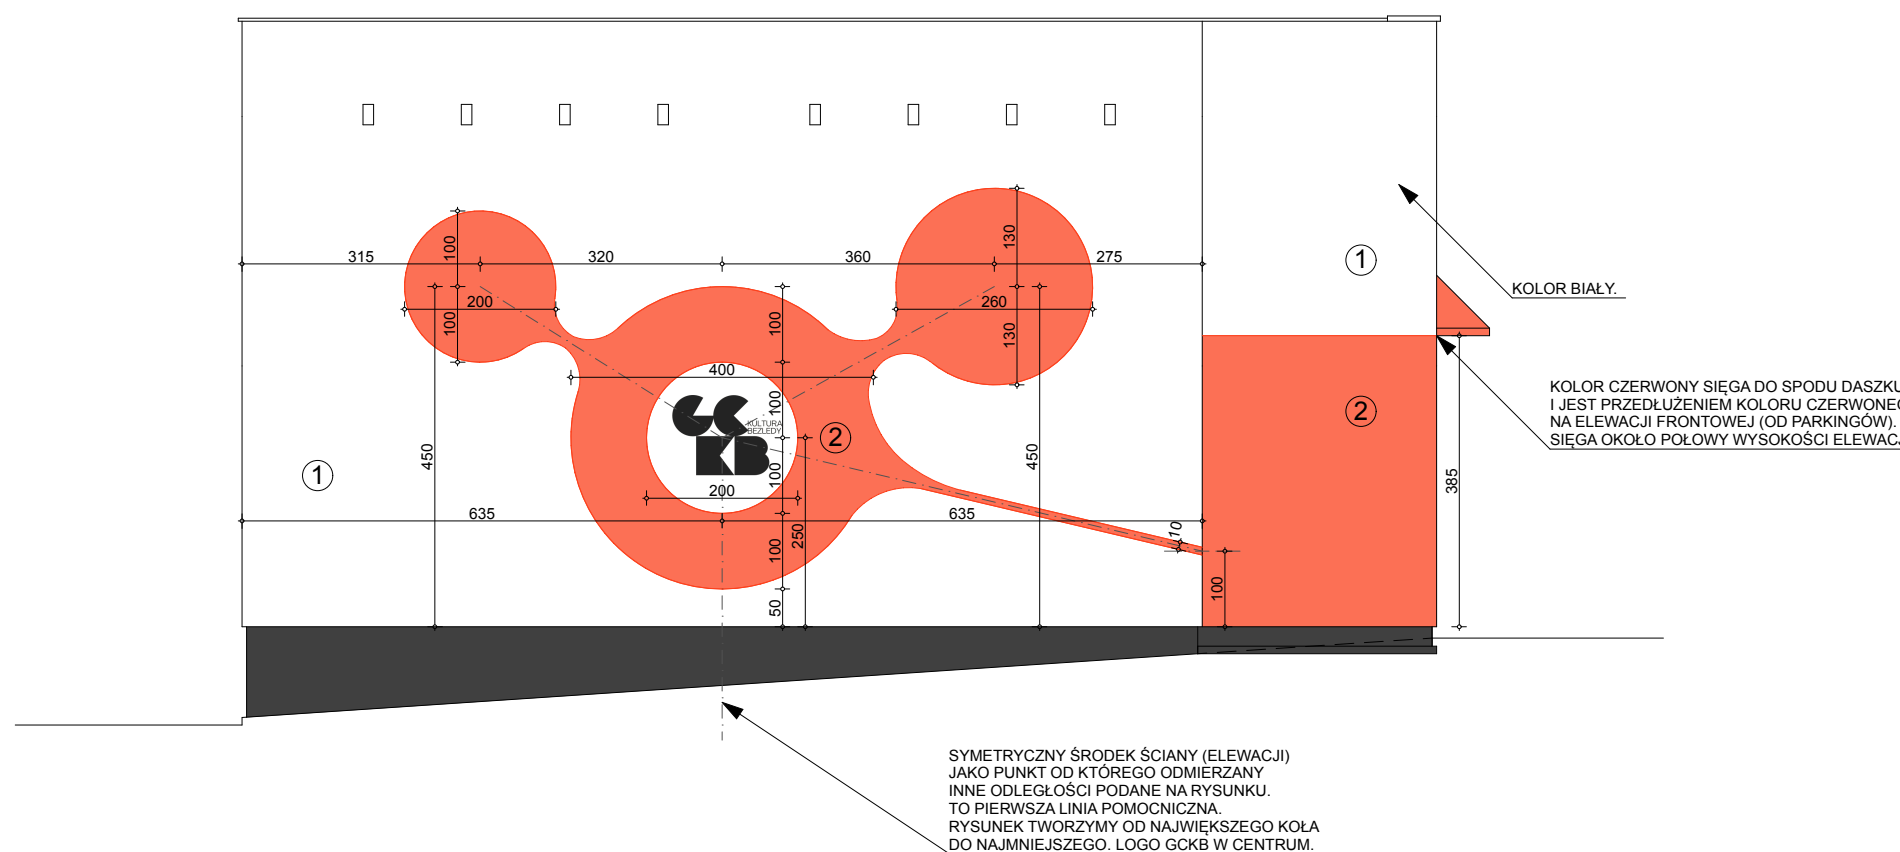 315
320
360
275
100
100
200
130
130
260
1
KOLOR BIAŁY.
KOLOR CZERWONY SIĘGA DO SPODU DASZKU
I JEST PRZEDŁUŻENIEM KOLORU CZERWONEG
NA ELEWACJI FRONTOWEJ (OD PARKINGÓW).
SIĘGA OKOŁO POŁOWY WYSOKOŚCI ELEWACJ
2
385
100
400
100
GCKB
KULTURA
BEZLEDY
2
100
200
450
450
1
635
635
250
100
50
10
100
SYMETRYCZNY ŚRODEK ŚCIANY (ELEWACJI)
JAKO PUNKT OD KTÓREGO ODMIERZANY
INNE ODLEGŁOŚCI PODANE NA RYSUNKU.
TO PIERWSZA LINIA POMOCNICZNA.
RYSUNEK TWORZYMY OD NAJWIĘKSZEGO KOŁA
DO NAJMNIEJSZEGO. LOGO GCKB W CENTRUM.